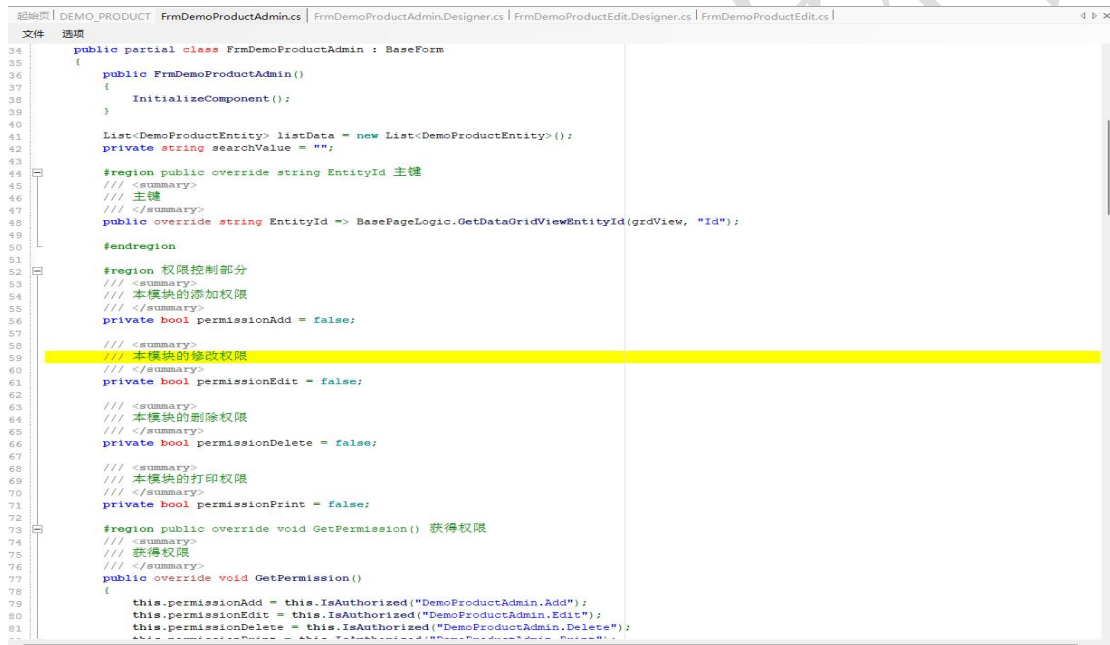 起始页 DEMO_PRODUCT FrmDemoProductAdmin.cs FrmDemoProductAdmin.Designer.cs FrmDemoProductEdit.Designer.cs FrmDemoProductEdit.cs
文件 选项
34 public partial class FrmDemoProductAdmin : BaseForm
35 {
36 public FrmDemoProductAdmin()
37 {
38 InitializeComponent();
39 }
40
41 List<DemoProductEntity> listData = new List<DemoProductEntity>();
42 private string searchValue = "";
43
44 #region public override string EntityId 主键
45 /// <summary>
46 /// 主键
47 /// </summary>
48 public override string EntityId => BasePageLogic.GetDataGridViewEntityId(grdView, "Id");
49
50 #endregion
51
52 #region 权限控制部分
53 /// <summary>
54 /// 本模块的添加权限
55 /// </summary>
56 private bool permissionAdd = false;
57
58 /// <summary>
59 /// 本模块的修改权限
60 /// </summary>
61 private bool permissionEdit = false;
62
63 /// <summary>
64 /// 本模块的删除权限
65 /// </summary>
66 private bool permissionDelete = false;
67
68 /// <summary>
69 /// 本模块的打印权限
70 /// </summary>
71 private bool permissionPrint = false;
72
73 #region public override void GetPermission() 获得权限
74 /// <summary>
75 /// 获得权限
76 /// </summary>
77 public override void GetPermission()
78 {
79 this.permissionAdd = this.IsAuthorized("DemoProductAdmin.Add");
80 this.permissionEdit = this.IsAuthorized("DemoProductAdmin.Edit");
81 this.permissionDelete = this.IsAuthorized("DemoProductAdmin.Delete");